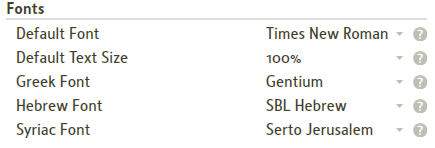 Fonts
Default Font Times New Roman ?
Default Text Size 100% ?
Greek Font Gentium ?
Hebrew Font SBL Hebrew ?
Syriac Font Serto Jerusalem ?